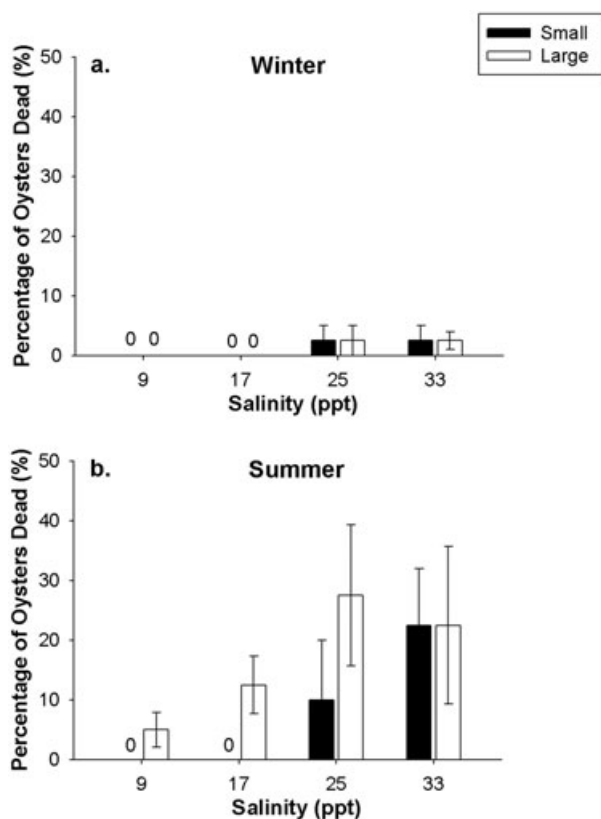 Small
Large
a.
Winter
Percentage of Oysters Dead (%)
50
40
30
20
10
0
0 0
0 0
9 17 25 33
Salinity (ppt)
b.
Summer
Percentage of Oysters Dead (%)
50
40
30
20
10
0
0
0
9 17 25 33
Salinity (ppt)